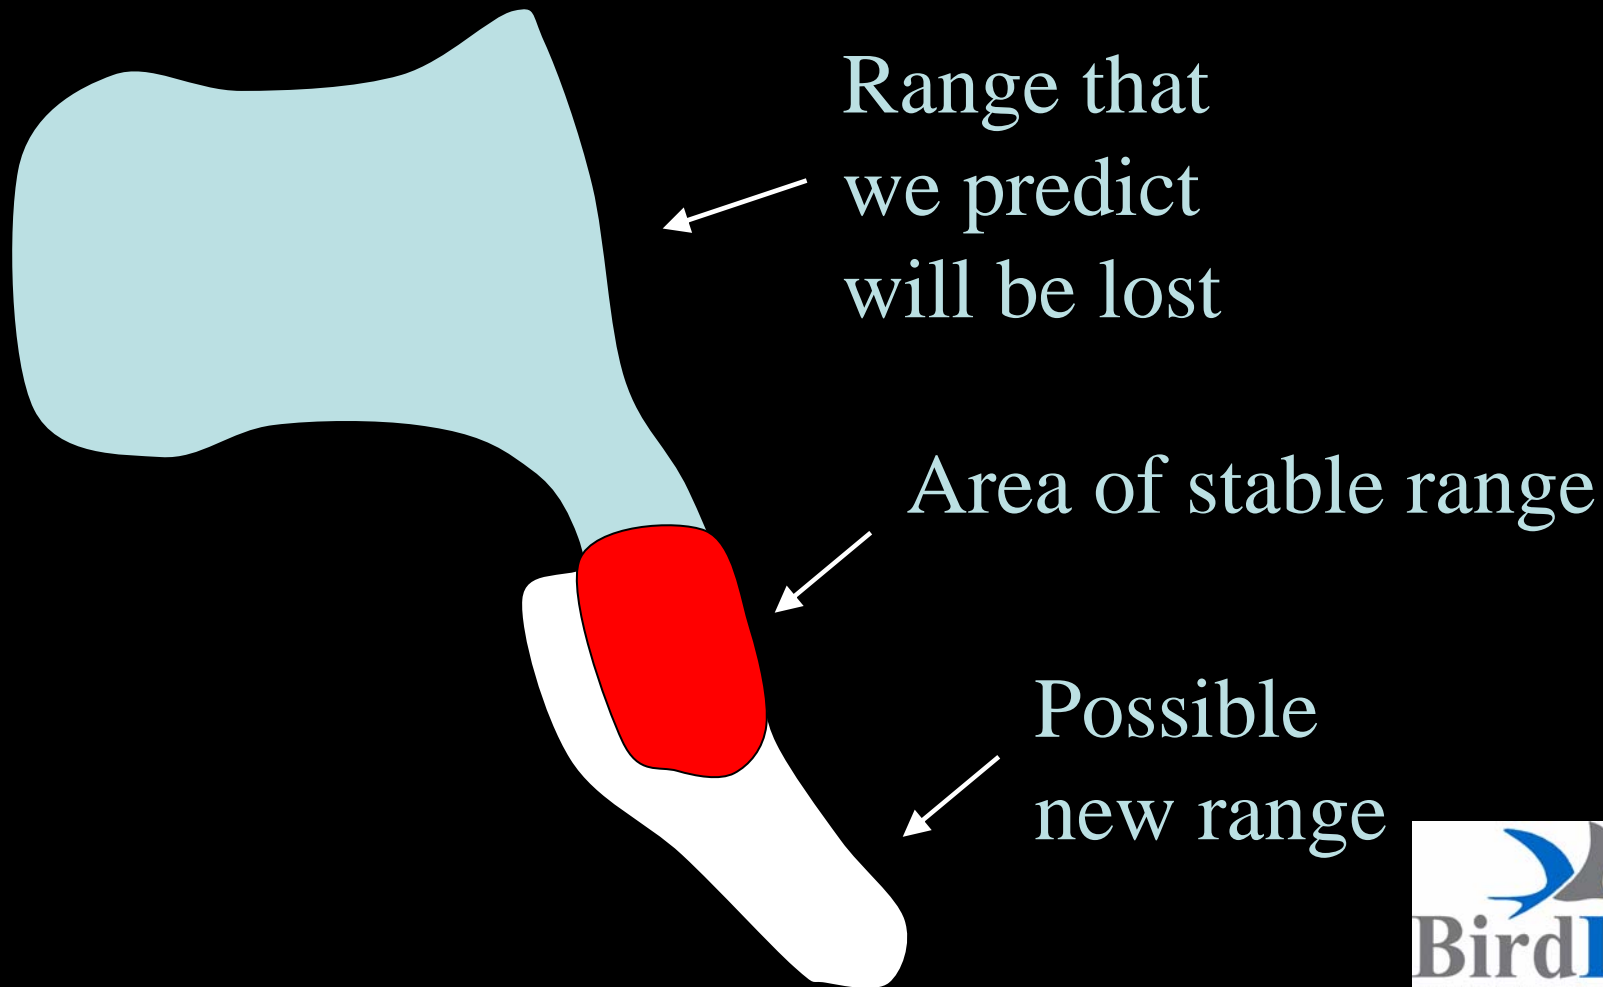 Range that
we predict
will be lost
Area of stable range
Possible
new range
Bird